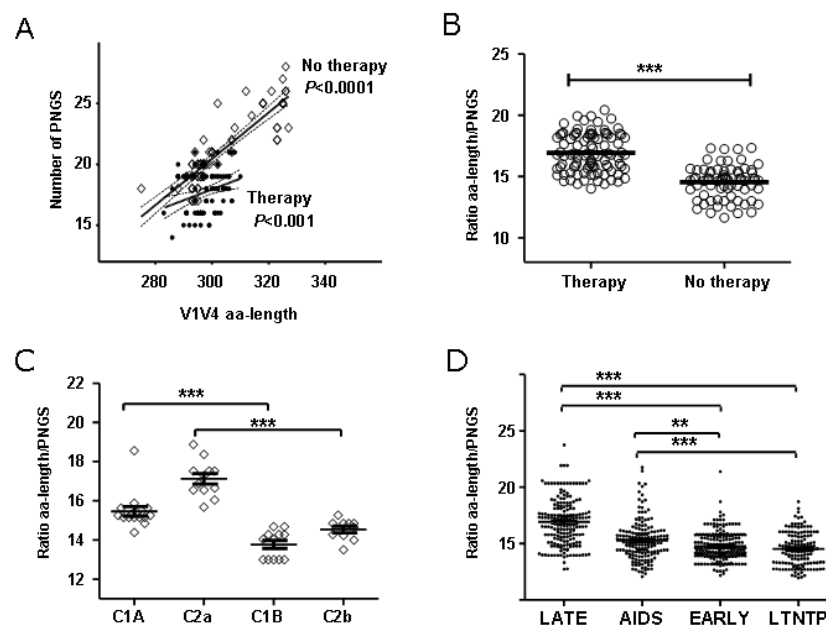 A
Number of PNGS
25
20
15
280
300
320
340
V1V4 aa-length
No therapy
P<0.0001
Therapy
P<0.001
B
Ratio aa-length/PNGS
25
20
15
10
***
Therapy
No therapy
C
Ratio aa-length/PNGS
22
20
18
16
14
12
***
***
C1A
C2a
C1B
C2b
D
Ratio aa-length/PNGS
30
25
20
15
10
***
***
**
***
LATE
AIDS
EARLY
LTNTP